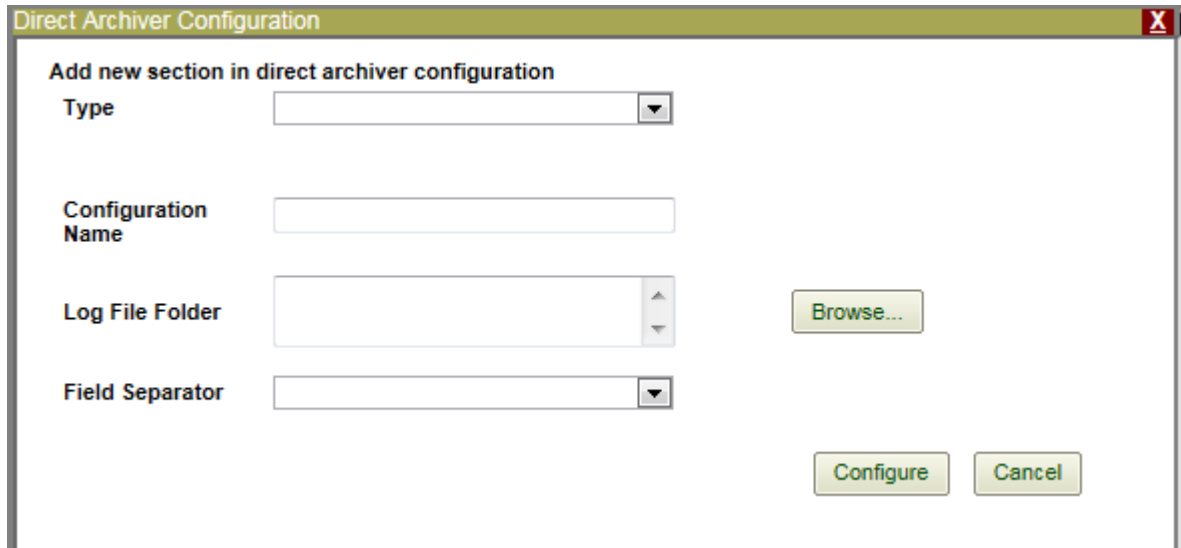 Direct Archiver Configuration X
Add new section in direct archiver configuration
Type
Configuration
Name
Log File Folder Browse...
Field Separator
Configure Cancel